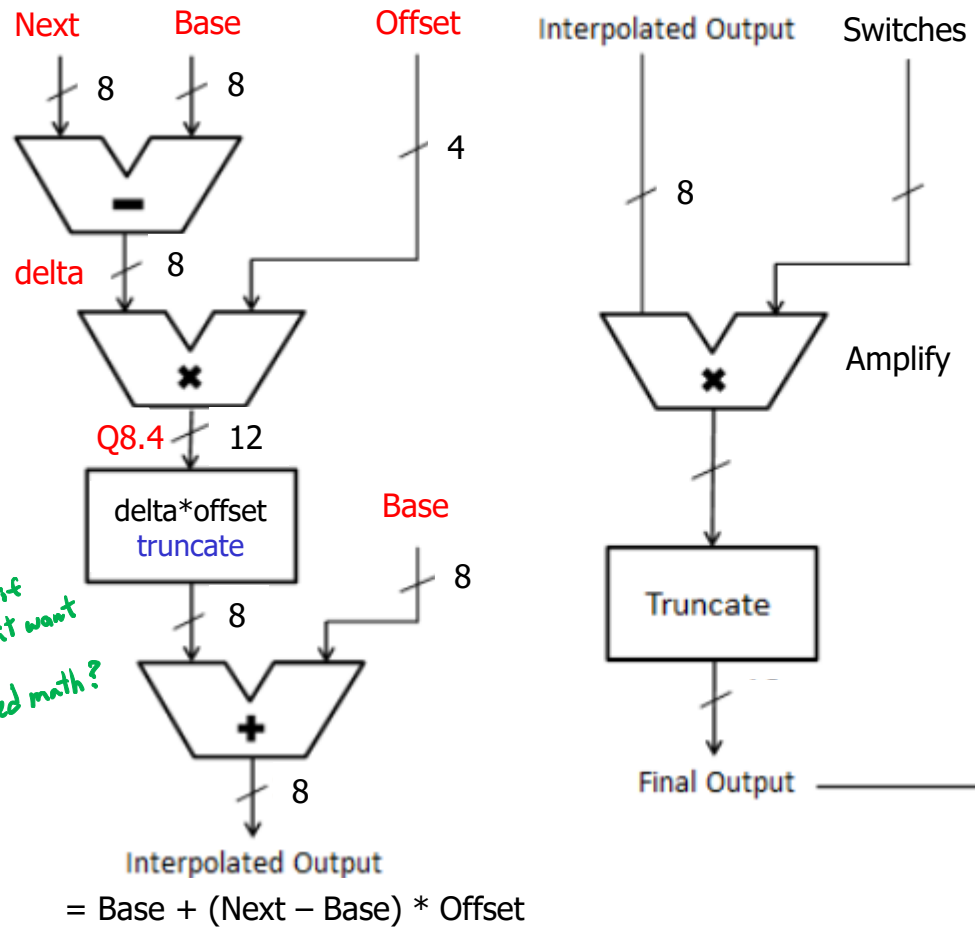 Next Base Offset
8 8
4
−
delta 8
×
Q8.4 12
delta*offset
truncate
Base
8
8
want
math?
+
8
Interpolated Output
= Base + (Next – Base) * Offset
Interpolated Output Switches
8
×
Amplify
Truncate
Final Output